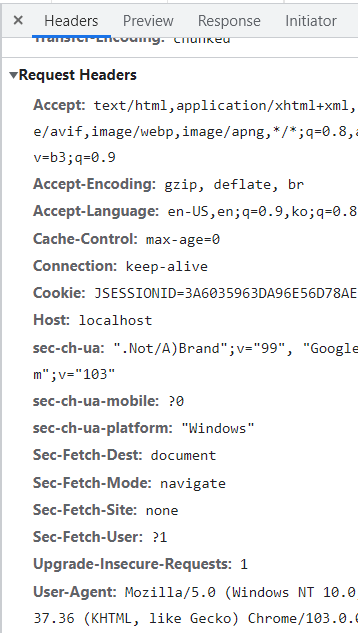 × Headers Preview Response Initiator
Transfer-Encoding: chunked
▼Request Headers
Accept: text/html,application/xhtml+xml,
e/avif,image/webp,image/apng,*/*;q=0.8,a
v=b3;q=0.9
Accept-Encoding: gzip, deflate, br
Accept-Language: en-US,en;q=0.9,ko;q=0.8
Cache-Control: max-age=0
Connection: keep-alive
Cookie: JSESSIONID=3A6035963DA96E56D78AE
Host: localhost
sec-ch-ua: ".Not/A)Brand";v="99", "Google
m";v="103"
sec-ch-ua-mobile: ?0
sec-ch-ua-platform: "Windows"
Sec-Fetch-Dest: document
Sec-Fetch-Mode: navigate
Sec-Fetch-Site: none
Sec-Fetch-User: ?1
Upgrade-Insecure-Requests: 1
User-Agent: Mozilla/5.0 (Windows NT 10.0
37.36 (KHTML, like Gecko) Chrome/103.0.0